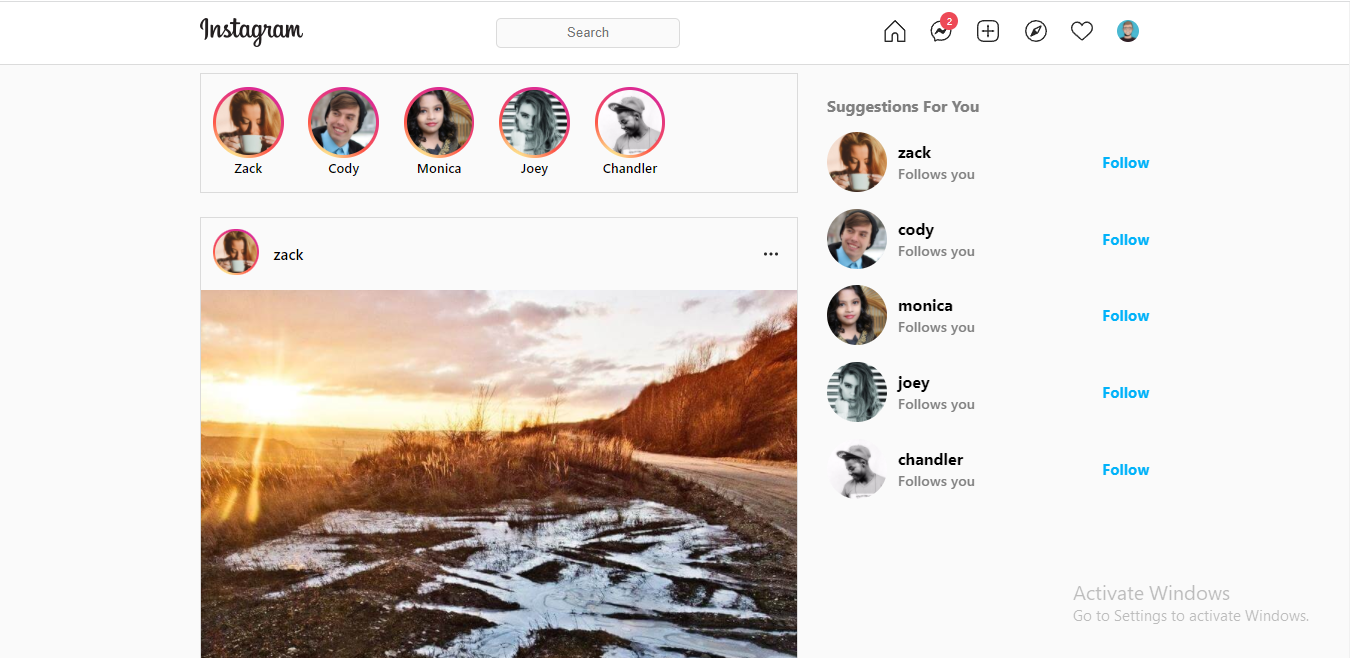 Instagram
Search
2
Zack
Cody
Monica
Joey
Chandler
zack
Suggestions For You
zack
Follows you
Follow
cody
Follows you
Follow
monica
Follows you
Follow
joey
Follows you
Follow
chandler
Follows you
Follow
Activate Windows
Go to Settings to activate Windows.